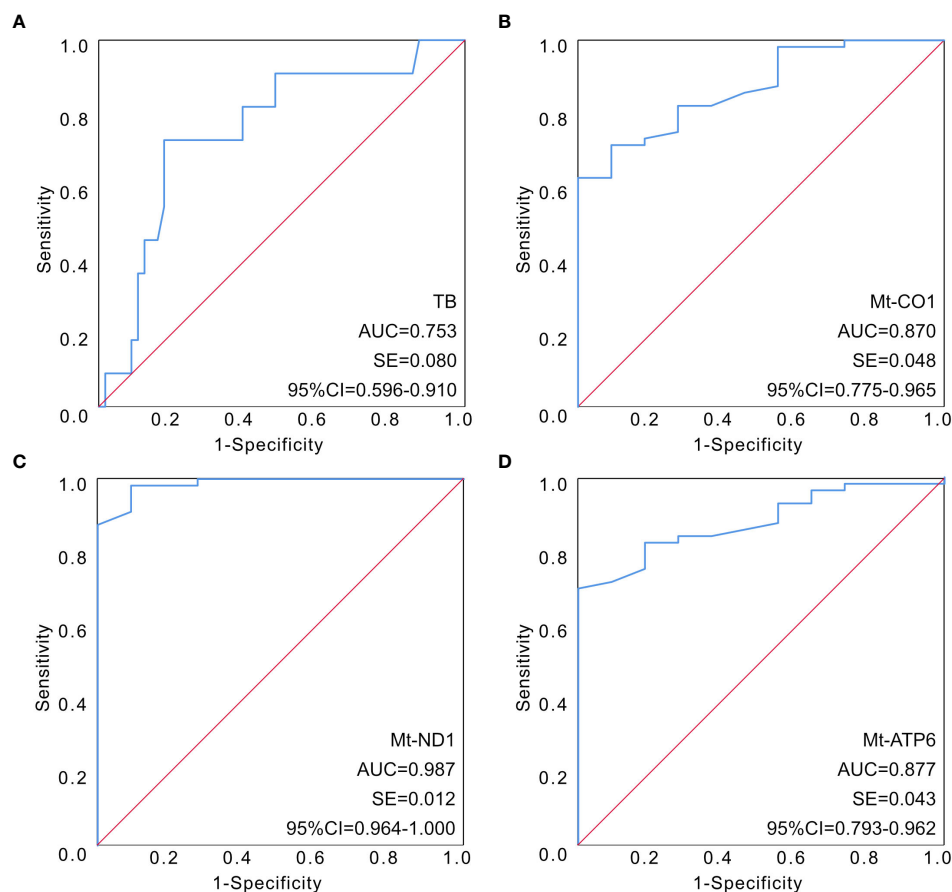 A
1.0
0.8
0.6
0.4
0.2
0.0
Sensitivity
TB
AUC=0.753
SE=0.080
95%CI=0.596-0.910
0.2 0.4 0.6 0.8 1.0
1-Specificity
B
1.0
0.8
0.6
0.4
0.2
0.0
Sensitivity
Mt-CO1
AUC=0.870
SE=0.048
95%CI=0.775-0.965
0.2 0.4 0.6 0.8 1.0
1-Specificity
C
1.0
0.8
0.6
0.4
0.2
0.0
Sensitivity
Mt-ND1
AUC=0.987
SE=0.012
95%CI=0.964-1.000
0.2 0.4 0.6 0.8 1.0
1-Specificity
D
1.0
0.8
0.6
0.4
0.2
0.0
Sensitivity
Mt-ATP6
AUC=0.877
SE=0.043
95%CI=0.793-0.962
0.2 0.4 0.6 0.8 1.0
1-Specificity